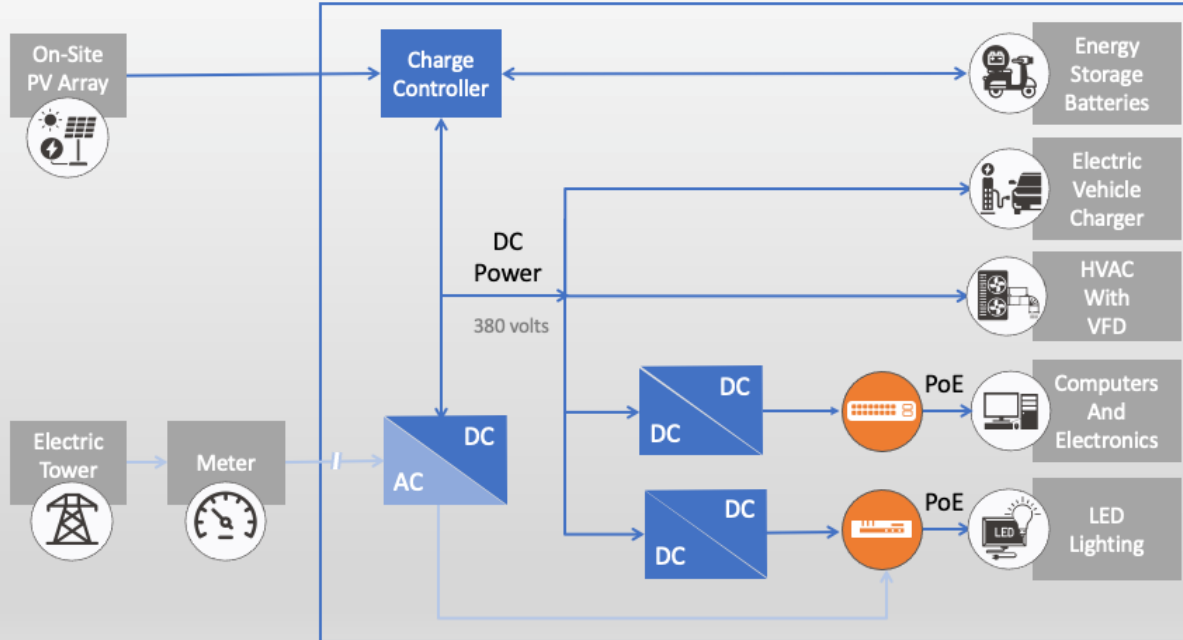 On-Site
PV Array
Charge
Controller
Energy
Storage
Batteries
Electric
Vehicle
Charger
DC
Power
380 volts
HVAC
With
VFD
DC
DC
PoE
Computers
And
Electronics
Electric
Tower
Meter
DC
AC
DC
DC
PoE
LED
LED
Lighting